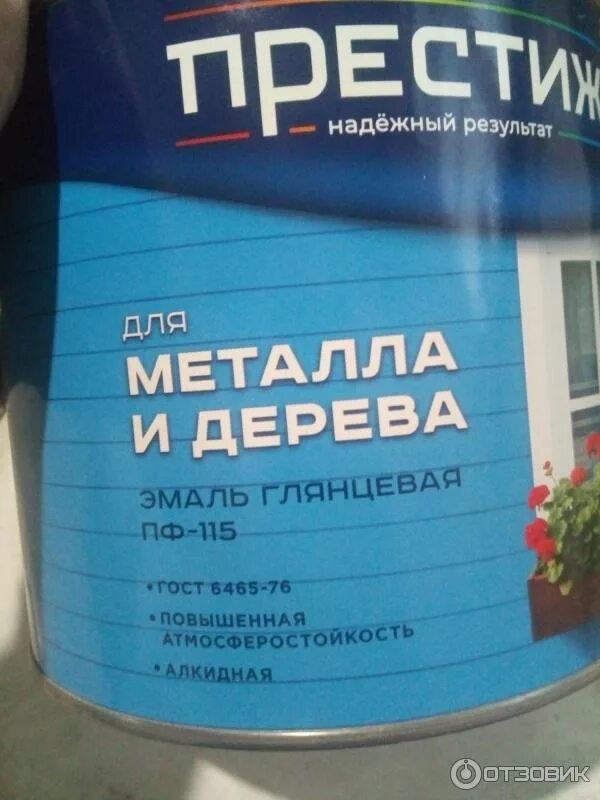 ПРЕСТИЖ
надёжный результат
ДЛЯ
МЕТАЛЛА
И ДЕРЕВА
ЭМАЛЬ ГЛЯНЦЕВАЯ
ПФ-115
•ГОСТ 6465-76
•ПОВЫШЕННАЯ
АТМОСФЕРОСТОЙКОСТЬ
•АЛКИДНАЯ
ОТЗОВИК